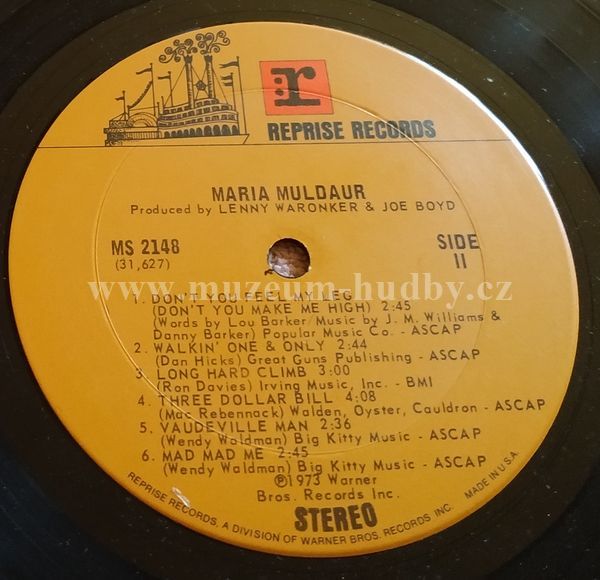 r
REPRISE RECORDS
MARIA MULDAUR
Produced by LENNY WARONKER & JOE BOYD
MS 2148
(31,627)
SIDE
II
www.muzeum-hudby.cz
1. DON'T YOU FEEL MY LEG
(DON'T YOU MAKE ME HIGH) 2:45
(Words by Lou Barker/Music by J. M. Williams &
Danny Barker) Popular Music Co. - ASCAP
2. WALKIN' ONE & ONLY 2:44
(Dan Hicks) Great Guns Publishing - ASCAP
3. LONG HARD CLIMB 3:00
(Ron Davies) Irving Music, Inc. - BMI
4. THREE DOLLAR BILL 4:08
(Mac Rebennack) Walden, Oyster, Cauldron - ASCAP
5. VAUDEVILLE MAN 2:36
(Wendy Waldman) Big Kitty Music - ASCAP
6. MAD MAD ME 2:45
(Wendy Waldman) Big Kitty Music - ASCAP
℗1973 Warner
Bros. Records Inc.
STEREO
REPRISE RECORDS, A DIVISION OF WARNER BROS. RECORDS INC. MADE IN U.S.A.